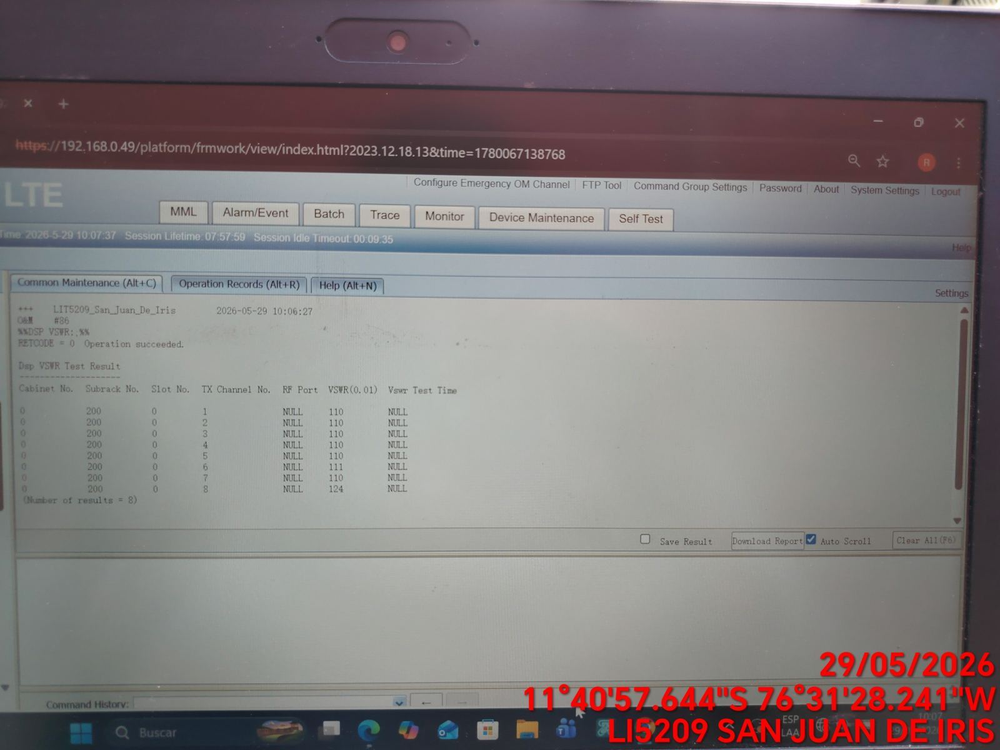 https://192.168.0.49/platform/frmwork/view/index.html?2023.12.18.13&time=1780067138768
R
LTE
Configure Emergency OM Channel FTP Tool Command Group Settings Password About System Settings Logout
MML Alarm/Event Batch Trace Monitor Device Maintenance Self Test
Time: 2026-5-29 10:07:37 Session Lifetime: 07:57:59 Session Idle Timeout: 00:09:35
Help
Common Maintenance (Alt+C) Operation Records (Alt+R) Help (Alt+N)
Settings
+++ LIT5209_San_Juan_De_Iris 2026-05-29 10:06:27
O&M #86
%%DSP VSWR:;%%
RETCODE = 0 Operation succeeded.
Dsp VSWR Test Result
--------------------
Cabinet No. Subrack No. Slot No. TX Channel No. RF Port VSWR(0.01) Vswr Test Time
0 200 0 1 NULL 110 NULL
0 200 0 2 NULL 110 NULL
0 200 0 3 NULL 110 NULL
0 200 0 4 NULL 110 NULL
0 200 0 5 NULL 110 NULL
0 200 0 6 NULL 111 NULL
0 200 0 7 NULL 110 NULL
0 200 0 8 NULL 124 NULL
(Number of results = 8)
Save Result Download Report Auto Scroll Clear All(F6)
Command History:
Buscar
ESP
LAA
10:07
29/05/2026
11°40'57.644"S 76°31'28.241"W
LI5209 SAN JUAN DE IRIS